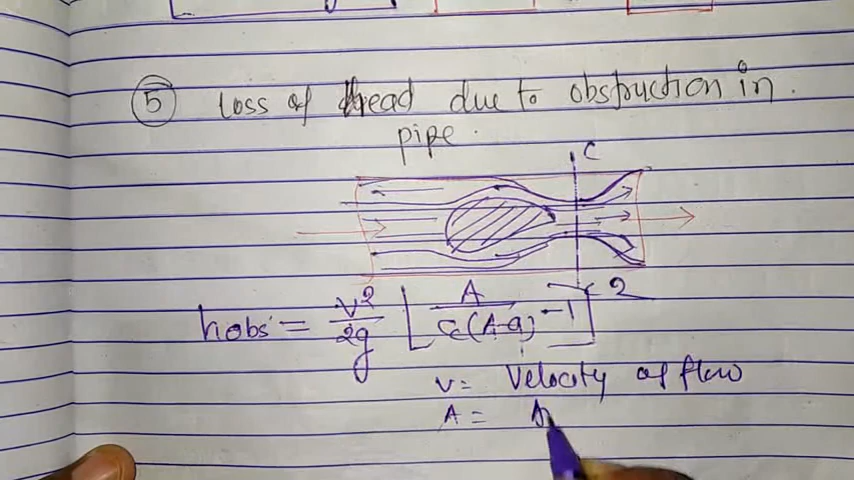 5 Loss of head due to obstruction in.
pipe.
C
hobs = V²/2g [A/Cc(A-a) - 1]²
V = Velocity of flow
A = A